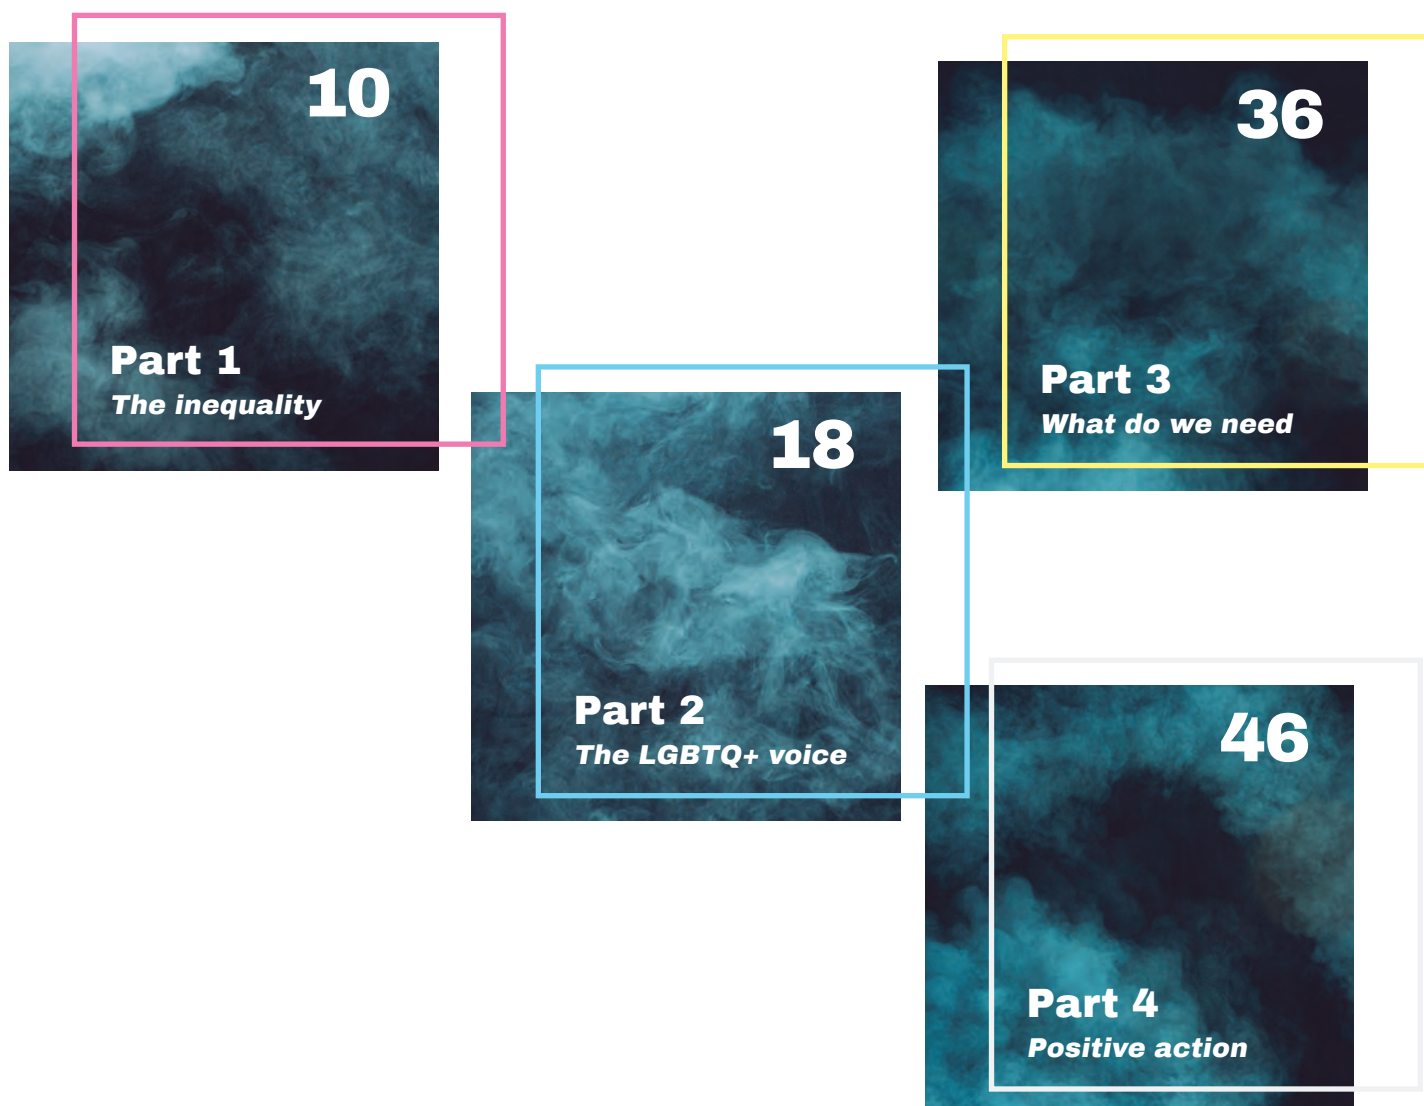 10
Part 1
The inequality
18
Part 2
The LGBTQ+ voice
36
Part 3
What do we need
46
Part 4
Positive action